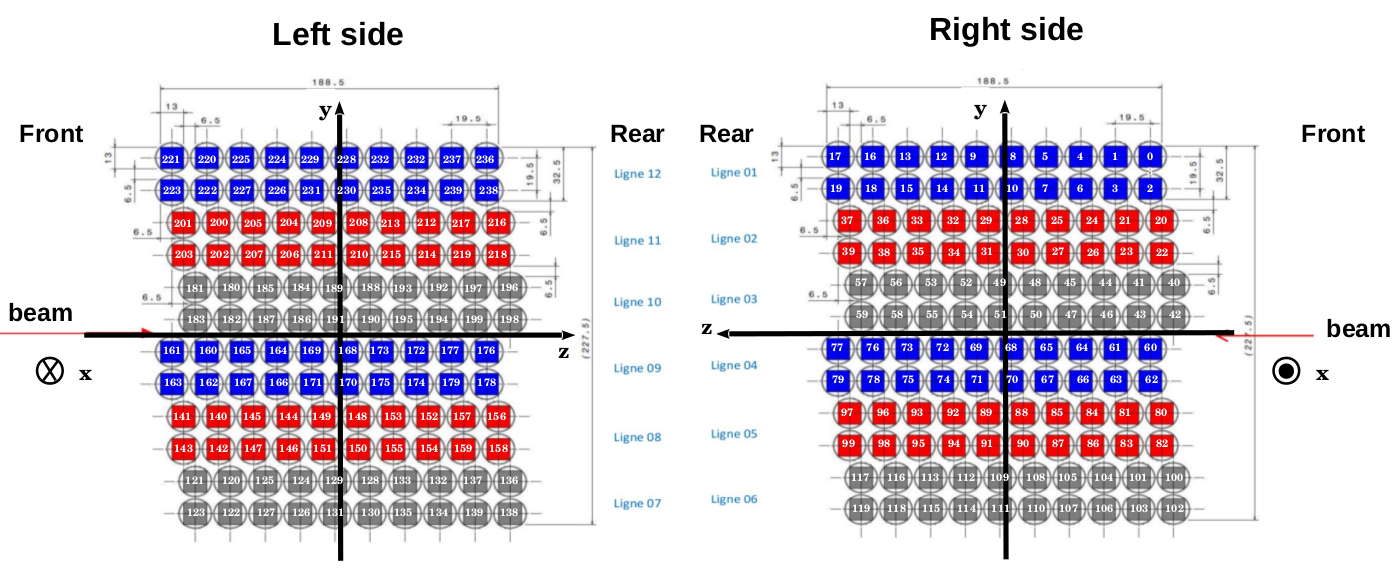 Left side
Right side
188.5
188.5
y
y
13
6.5
19.5
13
6.5
19.5
Front
Rear
Rear
Front
221 220 225 224 229 228 232 232 237 236
17 16 13 12 9 8 5 4 1 0
13
19.5
32.5
13
19.5
32.5
Ligne 12
Ligne 01
223 222 227 226 231 230 235 234 239 238
19 18 15 14 11 10 7 6 3 2
6.5
6.5
201 200 205 204 209 208 213 212 217 216
37 36 33 32 29 28 25 24 21 20
6.5
6.5
6.5
6.5
Ligne 11
Ligne 02
203 202 207 206 211 210 215 214 219 218
39 38 35 34 31 30 27 26 23 22
181 180 185 184 189 188 193 192 197 196
57 56 53 52 49 48 45 44 41 40
6.5
6.5
6.5
6.5
Ligne 10
Ligne 03
183 182 187 186 191 190 195 194 199 198
59 58 55 54 51 50 47 46 43 42
beam
beam
z
z
(227.5)
(227.5)
161 160 165 164 169 168 173 172 177 176
77 76 73 72 69 68 65 64 61 60
x
x
Ligne 09
Ligne 04
163 162 167 166 171 170 175 174 179 178
79 78 75 74 71 70 67 66 63 62
141 140 145 144 149 148 153 152 157 156
97 96 93 92 89 88 85 84 81 80
Ligne 08
Ligne 05
143 142 147 146 151 150 155 154 159 158
99 98 95 94 91 90 87 86 83 82
121 120 125 124 129 128 133 132 137 136
117 116 113 112 109 108 105 104 101 100
Ligne 07
Ligne 06
123 122 127 126 131 130 135 134 139 138
119 118 115 114 111 110 107 106 103 102